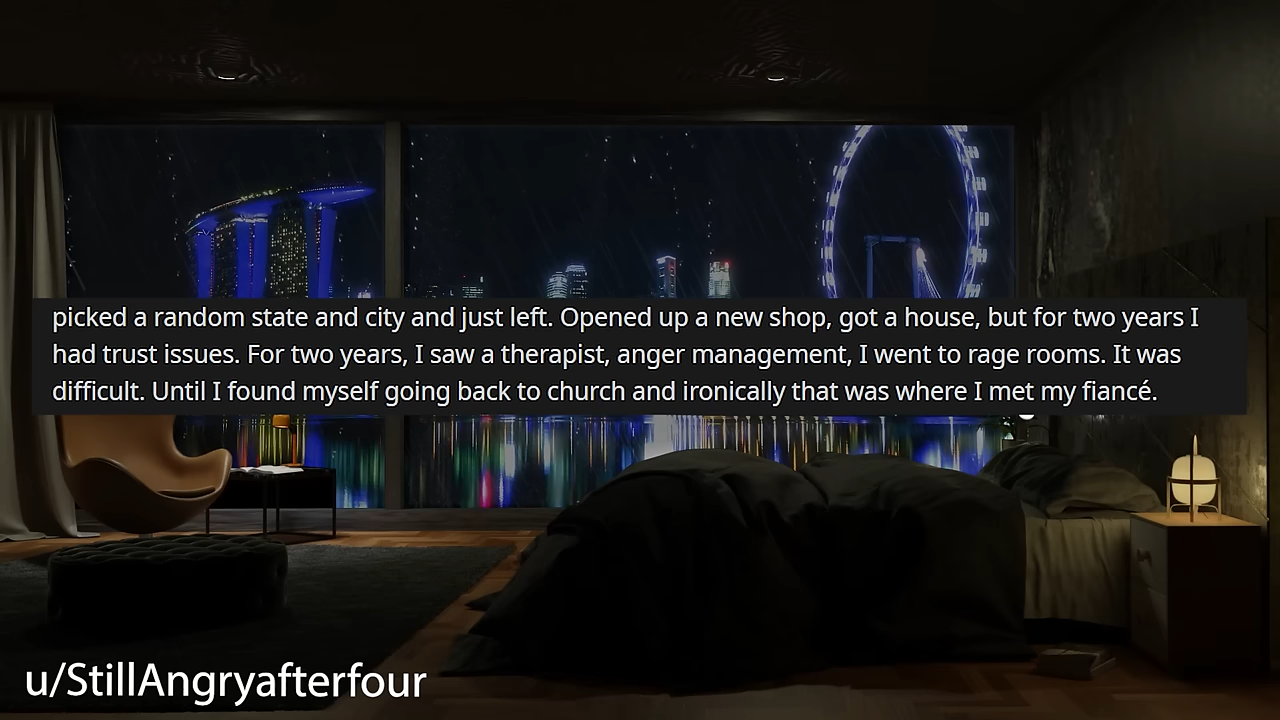 picked a random state and city and just left. Opened up a new shop, got a house, but for two years I
had trust issues. For two years, I saw a therapist, anger management, I went to rage rooms. It was
difficult. Until I found myself going back to church and ironically that was where I met my fiancé.
u/StillAngryafterfour